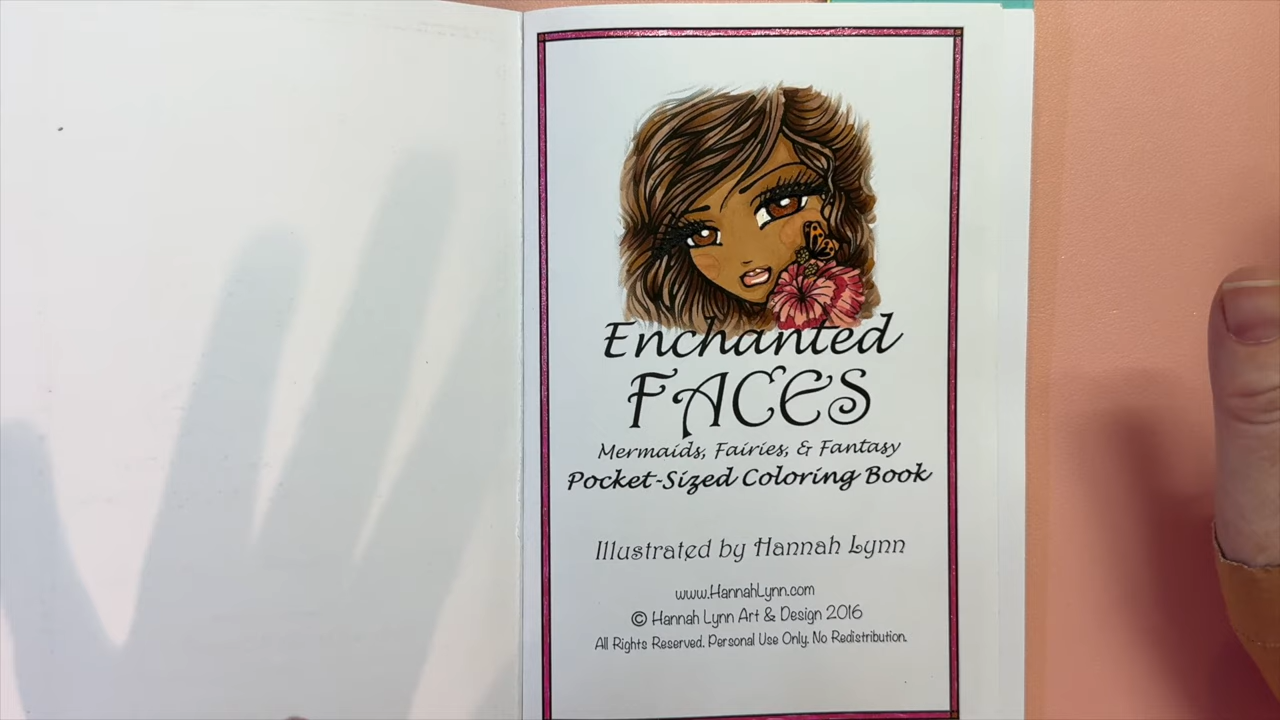 Enchanted
FACES
Mermaids, Fairies, & Fantasy
Pocket-Sized Coloring Book
Illustrated by Hannah Lynn
www.HannahLynn.com
© Hannah Lynn Art & Design 2016
All Rights Reserved. Personal Use Only. No Redistribution.